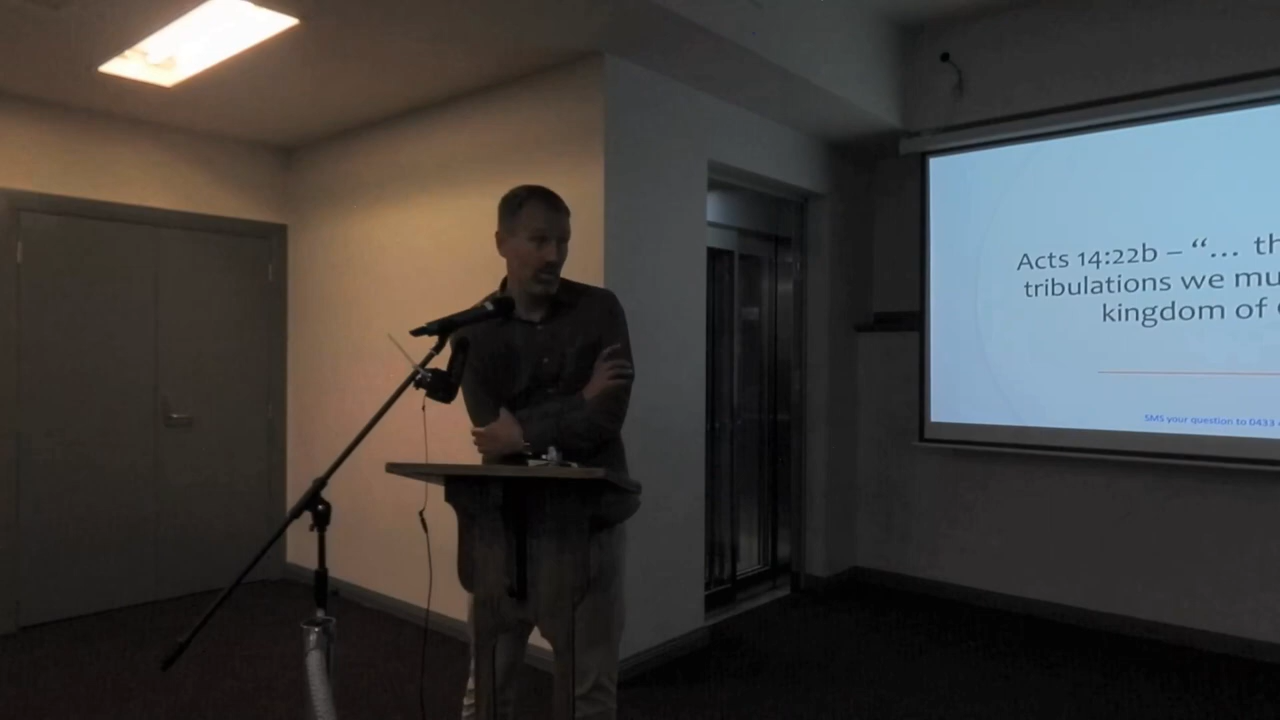 Acts 14:22b – “... th
tribulations we mu
kingdom of
SMS your question to 0433